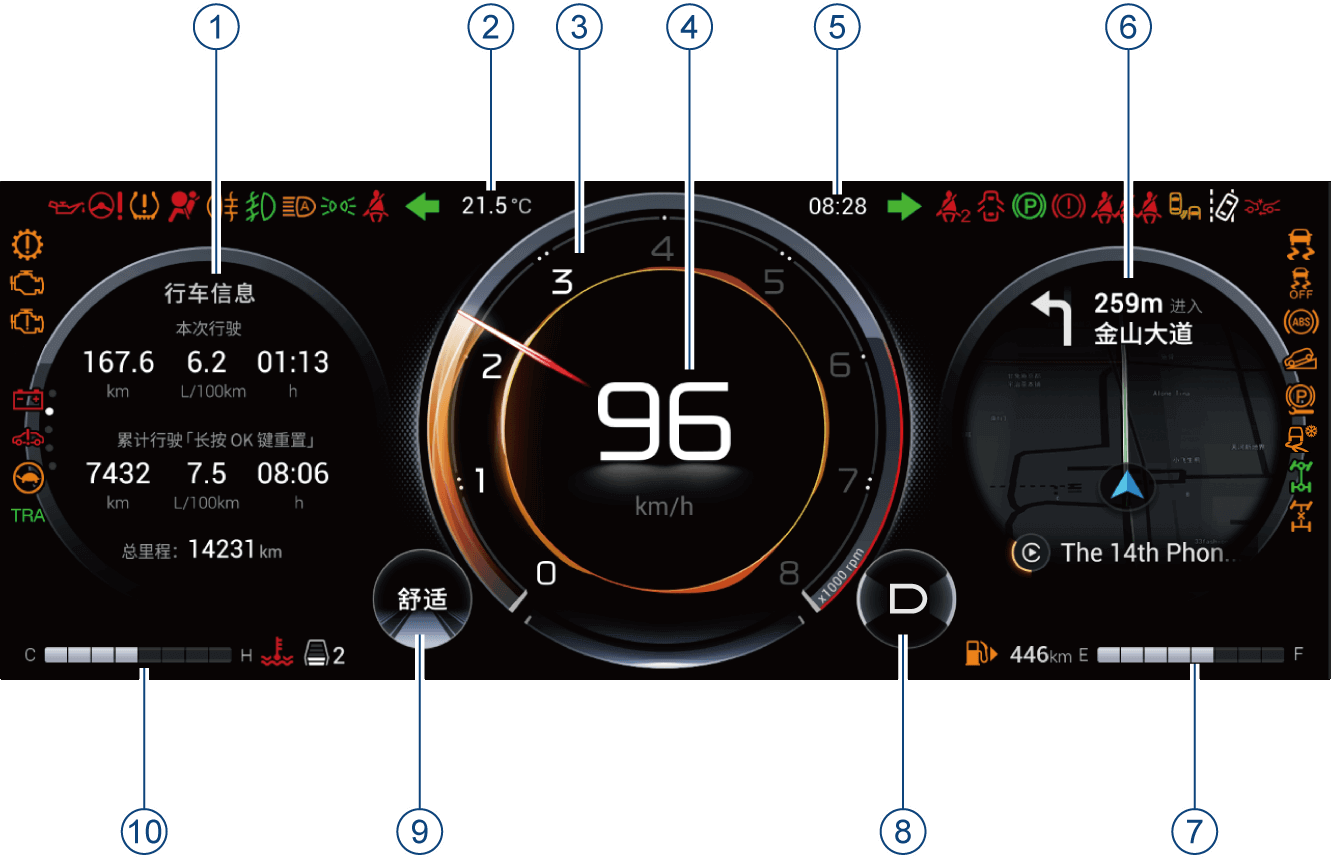 1
2
3
4
5
6
21.5°C
08:28
2
P
A
行车信息
本次行驶
167.6 6.2 01:13
km L/100km h
累计行驶「长按 OK 键重置」
7432 7.5 08:06
km L/100km h
总里程: 14231 km
TRA
0
1
2
3
4
5
6
7
8
x1000 rpm
96
km/h
259m 进入
金山大道
The 14th Phon..
OFF
ABS
P
舒适
D
C H 2
446km E F
10
9
8
7